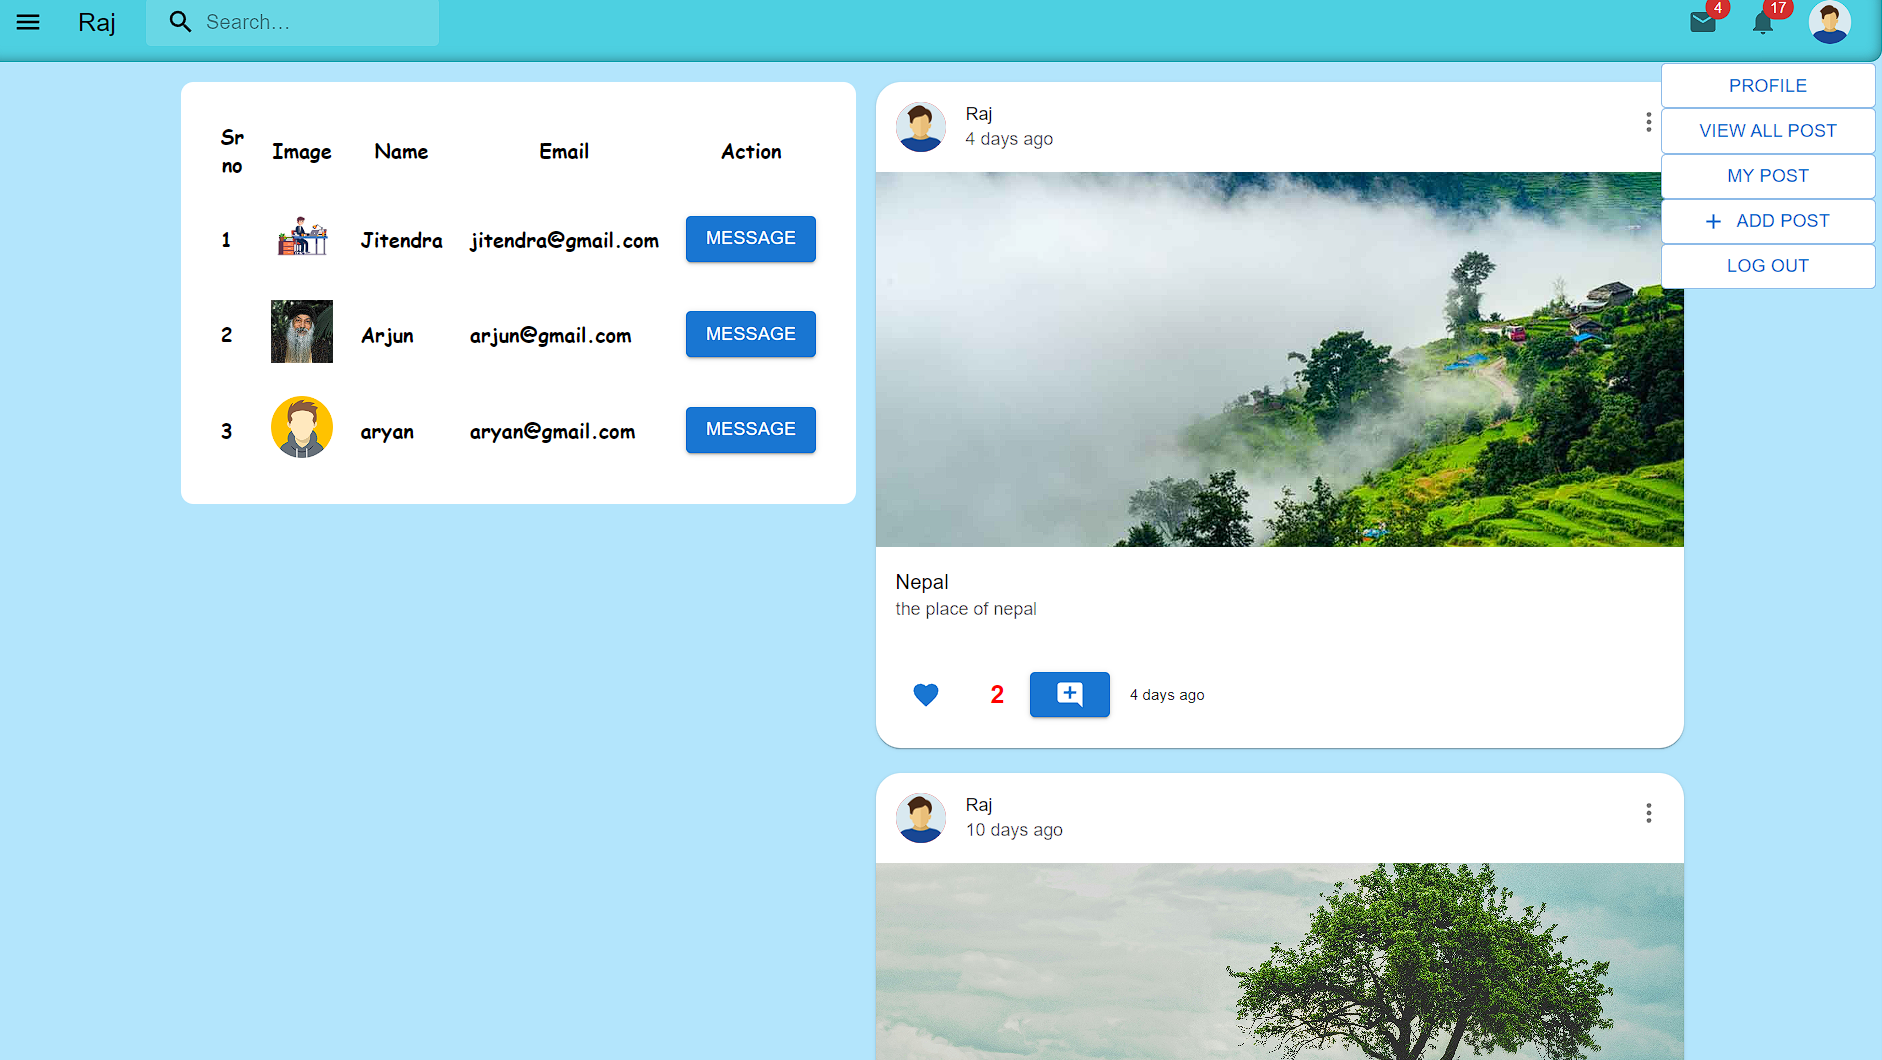 Raj
Search...
4
17
PROFILE
VIEW ALL POST
MY POST
ADD POST
LOG OUT
Sr no Image Name Email Action
1 Jitendra jitendra@gmail.com MESSAGE
2 Arjun arjun@gmail.com MESSAGE
3 aryan aryan@gmail.com MESSAGE
Raj
4 days ago
Nepal
the place of nepal
2
4 days ago
Raj
10 days ago